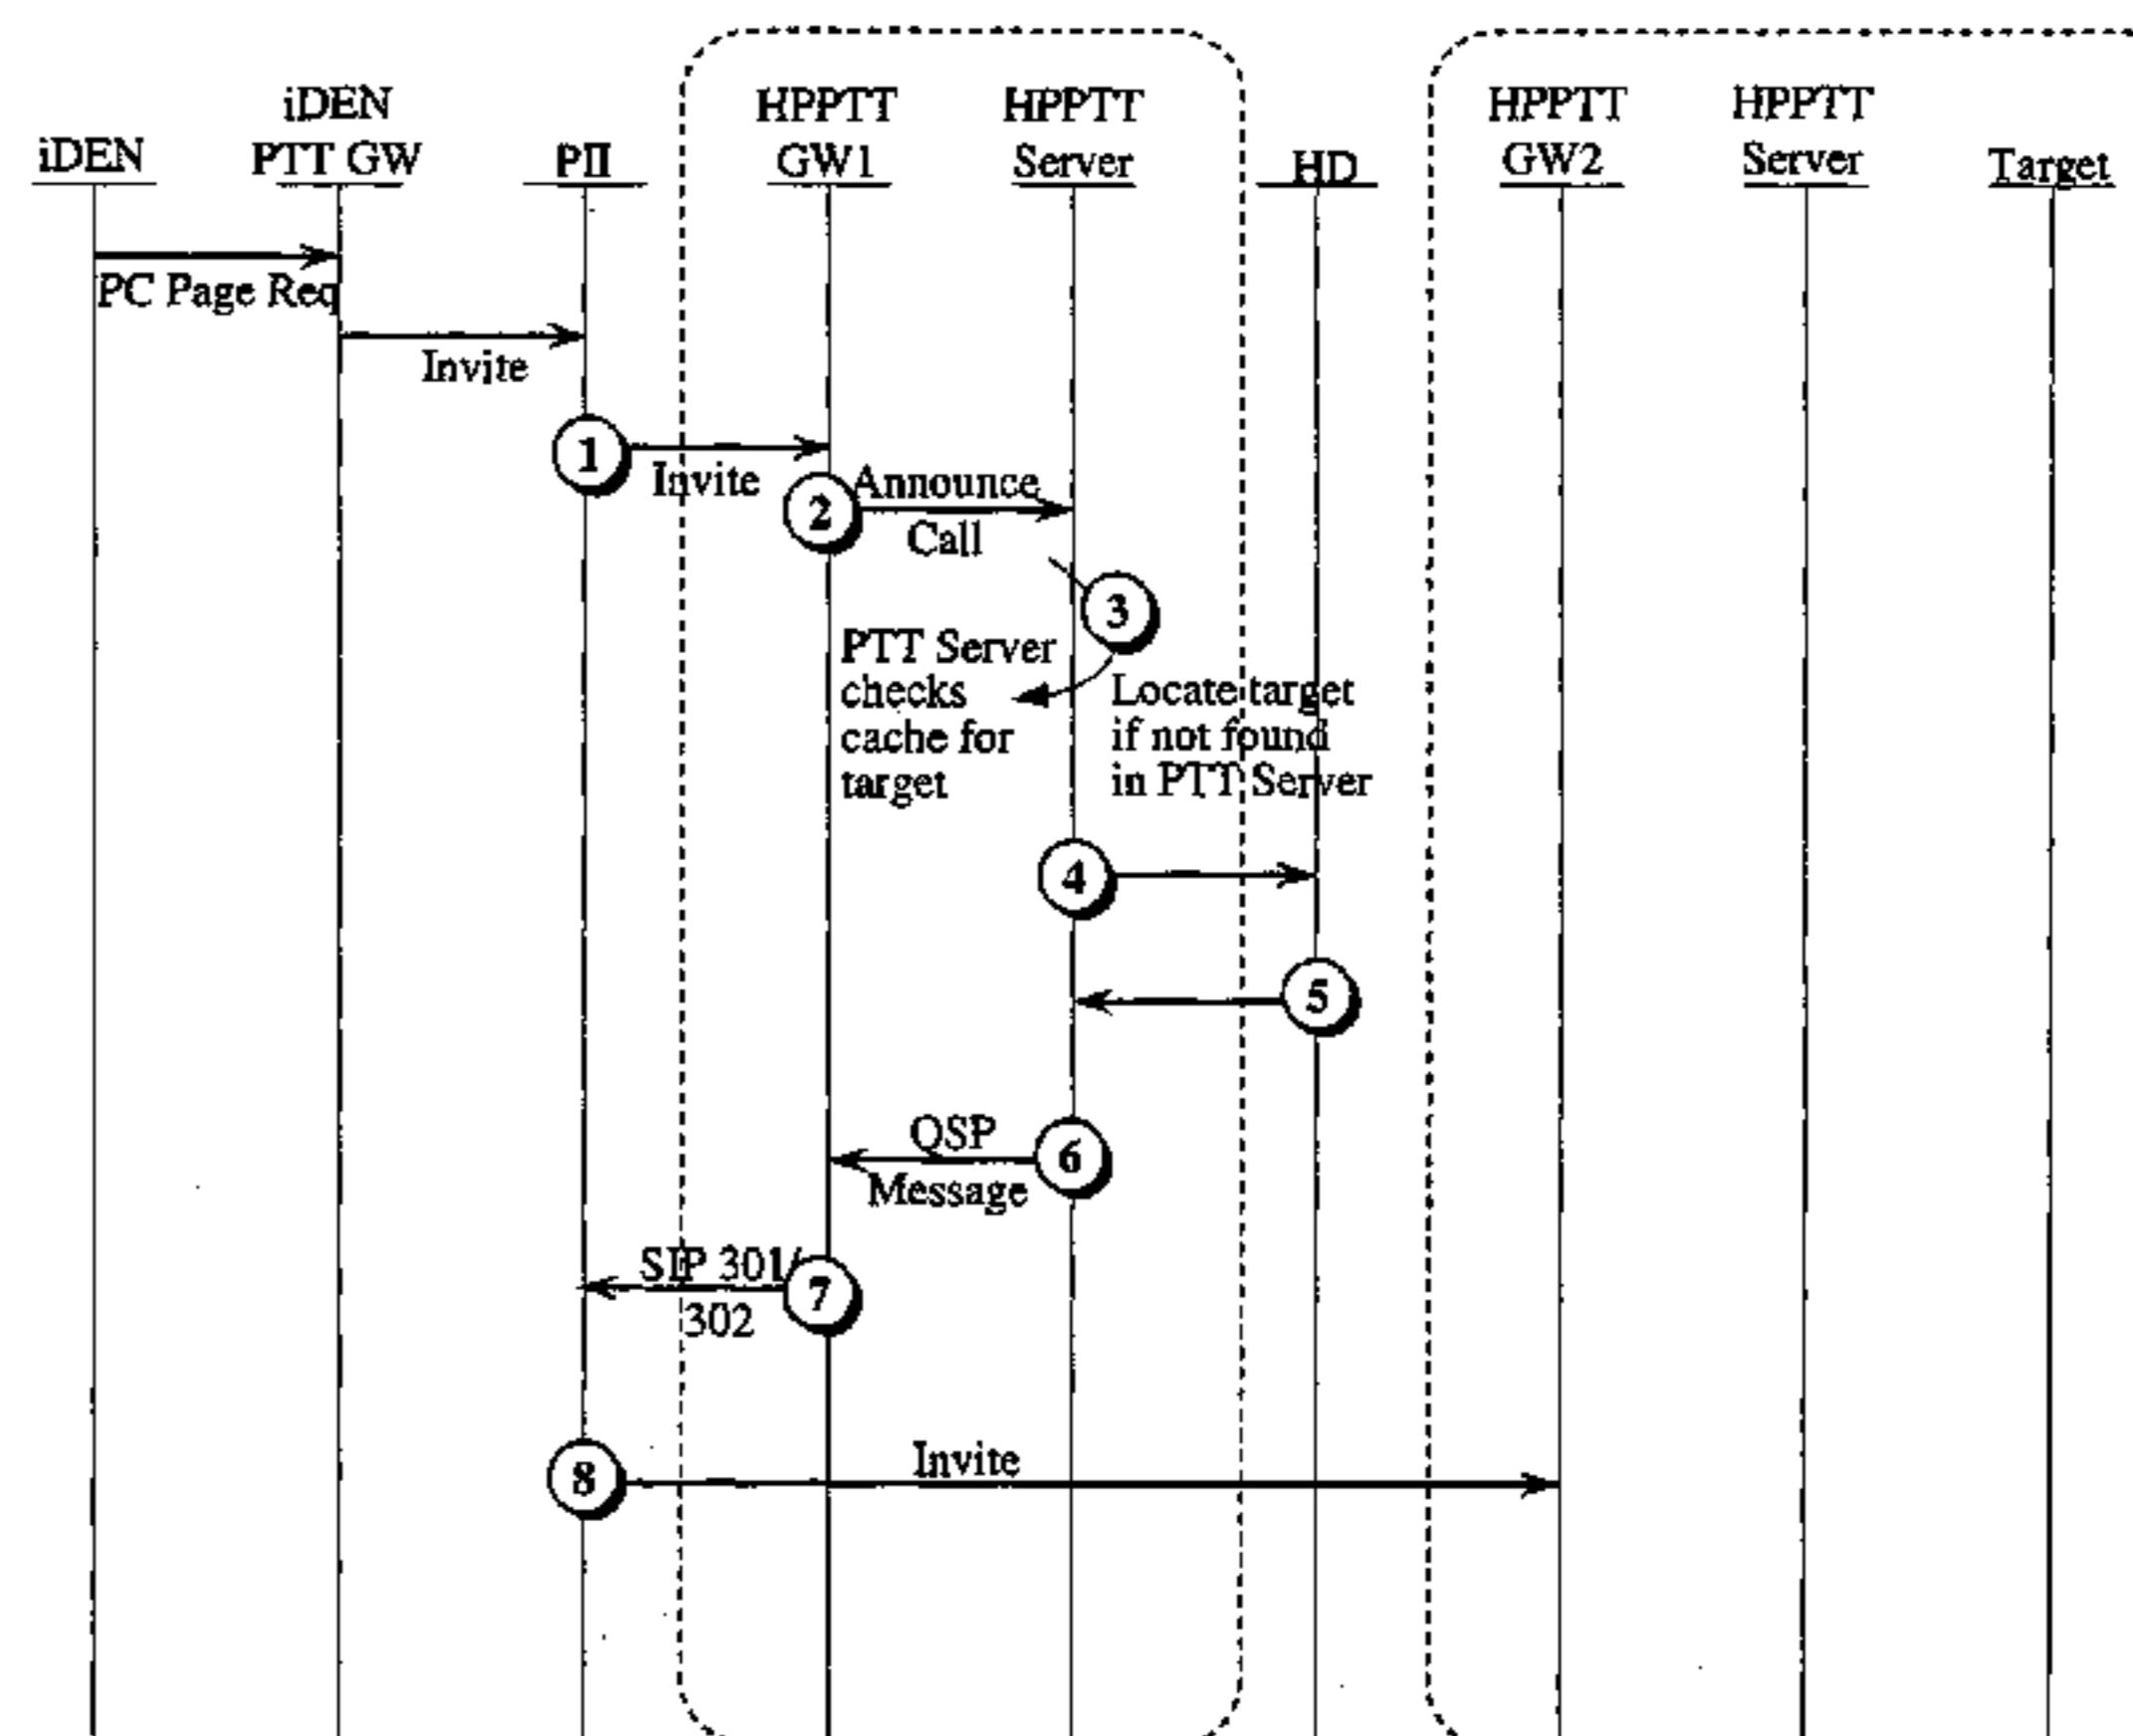 iDEN
iDEN
PTT GW
PII
HPPTT
GW1
HPPTT
Server
HD
HPPTT
GW2
HPPTT
Server
Target
PC Page Req
Invite
1
Invite
2
Announce
Call
3
PTT Server
checks
cache for
target
Locate target
if not found
in PTT Server
4
5
QSP
Message
6
SIP 301/
302
7
8
Invite